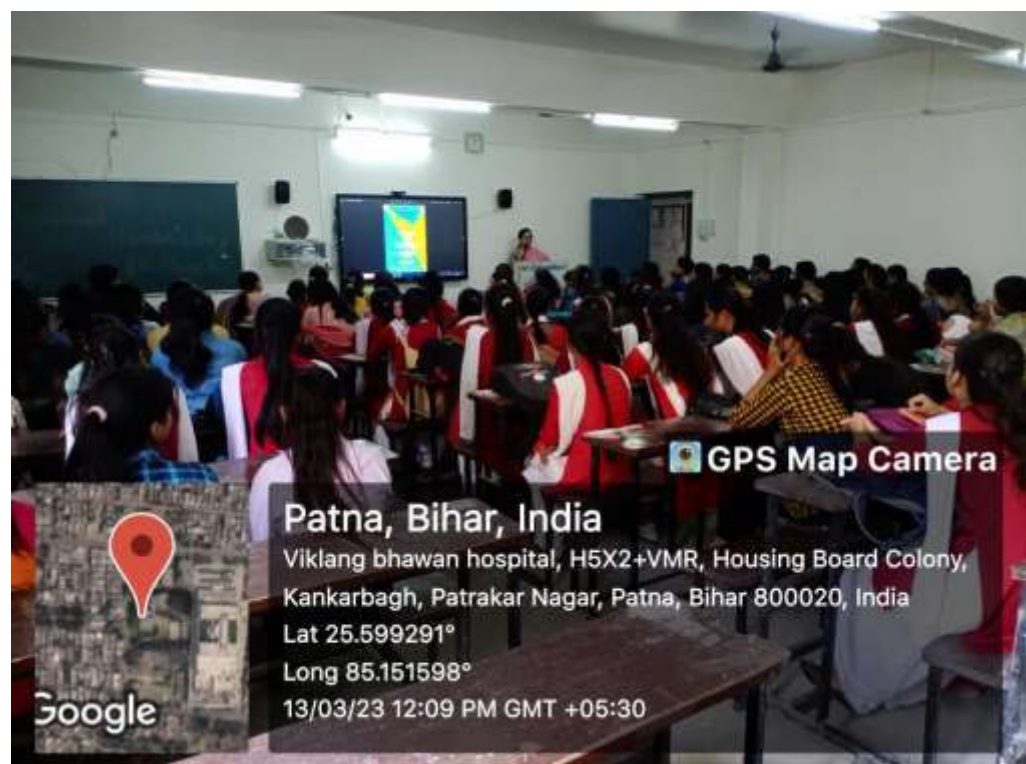 GPS Map Camera
Patna, Bihar, India
Viklang bhawan hospital, H5X2+VMR, Housing Board Colony,
Kankarbagh, Patrakar Nagar, Patna, Bihar 800020, India
Lat 25.599291°
Long 85.151598°
13/03/23 12:09 PM GMT +05:30
Google